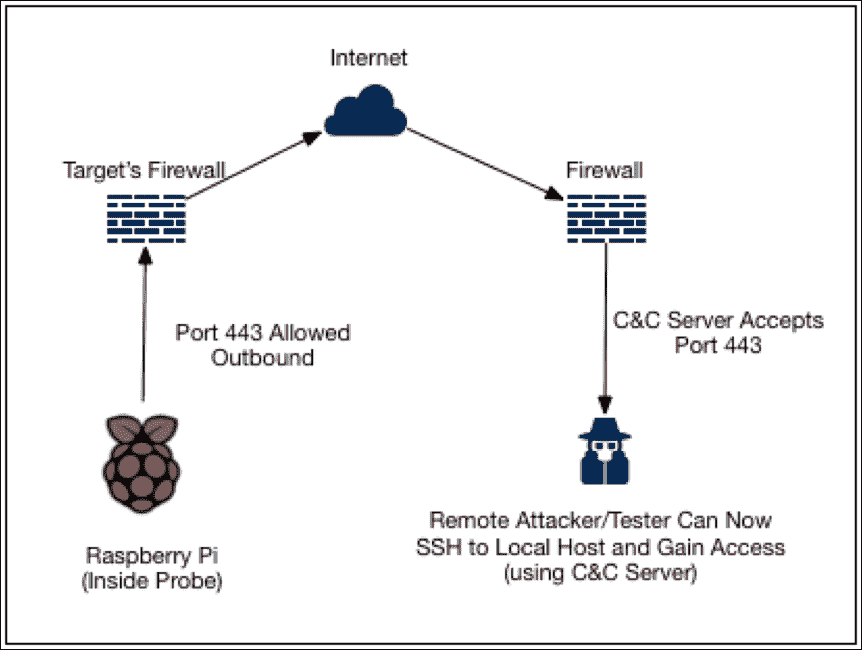 Internet
Target's Firewall
Firewall
Port 443 Allowed
Outbound
C&C Server Accepts
Port 443
Raspberry Pi
(Inside Probe)
Remote Attacker/Tester Can Now
SSH to Local Host and Gain Access
(using C&C Server)